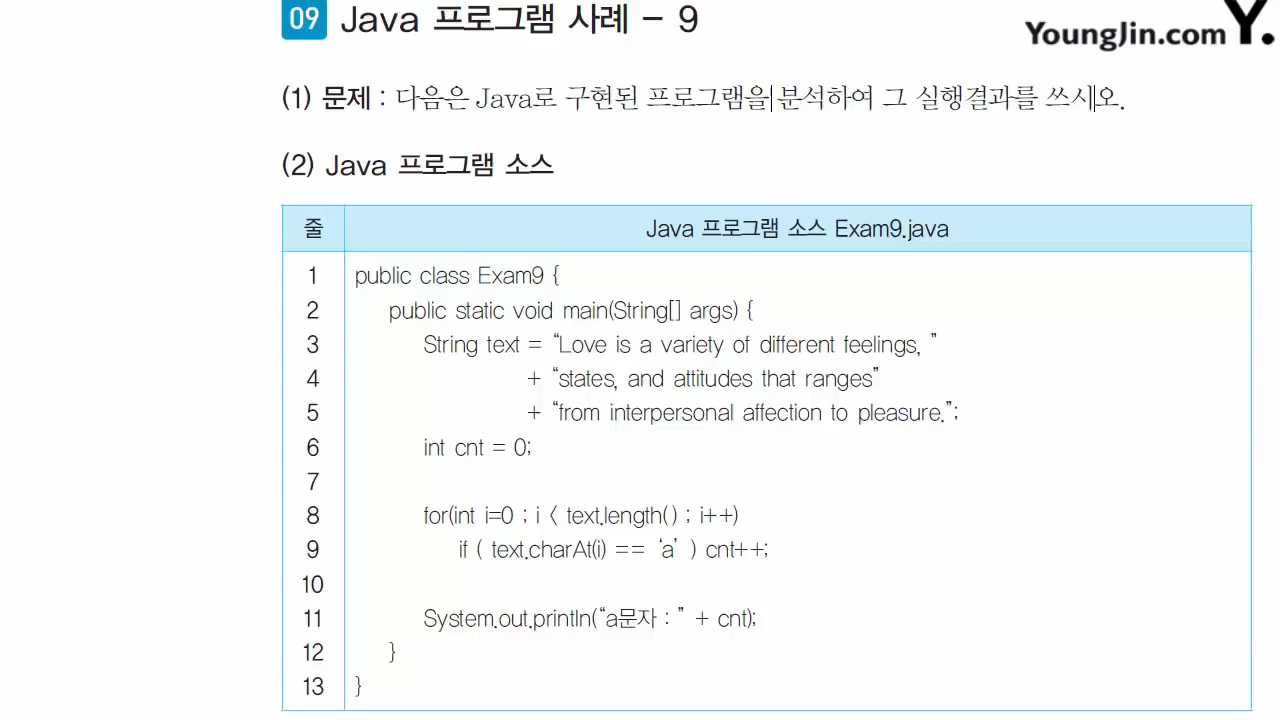 09 Java 프로그램 사례 – 9
YoungJin.com Y.
(1) 문제 : 다음은 Java로 구현된 프로그램을 분석하여 그 실행결과를 쓰시오.
(2) Java 프로그램 소스
줄 Java 프로그램 소스 Exam9.java
1 public class Exam9 {
2 public static void main(String[] args) {
3 String text = “Love is a variety of different feelings, ”
4 + “states, and attitudes that ranges”
5 + “from interpersonal affection to pleasure.”;
6 int cnt = 0;
7
8 for(int i=0 ; i < text.length( ) ; i++)
9 if ( text.charAt(i) == ‘a’ ) cnt++;
10
11 System.out.println(“a문자 : ” + cnt);
12 }
13 }